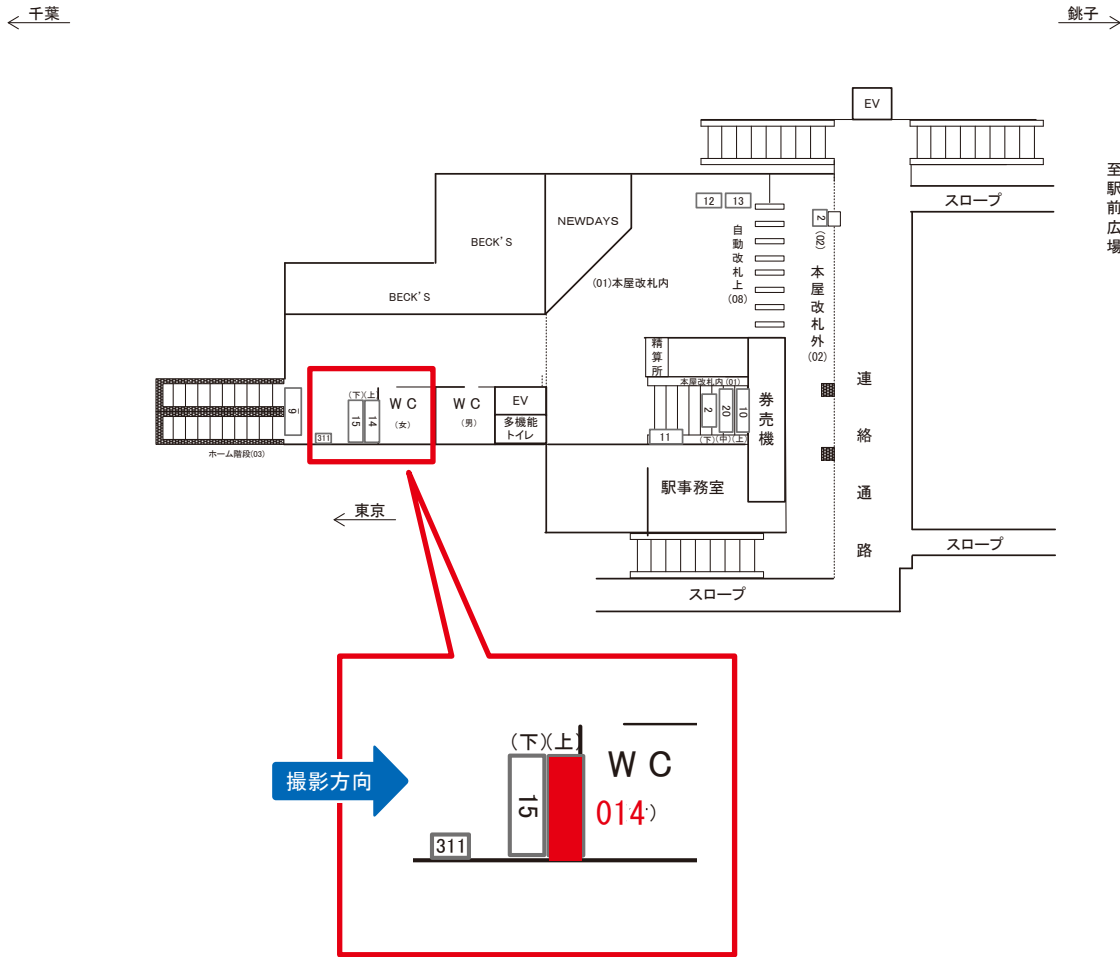 千葉
銚子
EV
スロープ
至駅前広場
12
13
2
(02)
NEWDAYS
BECK'S
自動改札上
(08)
本屋改札外
(02)
(01)本屋改札内
BECK'S
精算所
本屋改札内(01)
券売機
連絡通路
9
(下)(上)
15
14
WC
(女)
WC
(男)
EV
多機能
トイレ
2
20
10
11
(下)(中)(上)
311
ホーム階段(03)
駅事務室
東京
スロープ
スロープ
(下)(上)
WC
撮影方向
15
014
311